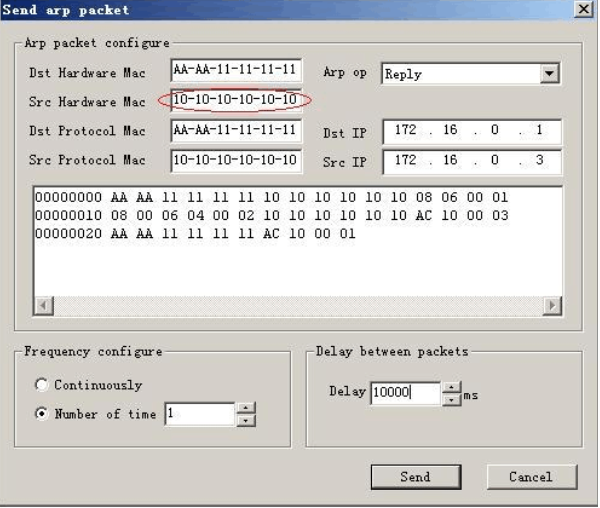 Send arp packet
Arp packet configure
Dst Hardware Mac AA-AA-11-11-11-11 Arp op Reply
Src Hardware Mac 10-10-10-10-10-10
Dst Protocol Mac AA-AA-11-11-11-11 Dst IP 172 . 16 . 0 . 1
Src Protocol Mac 10-10-10-10-10-10 Src IP 172 . 16 . 0 . 3
00000000 AA AA 11 11 11 11 10 10 10 10 10 10 08 06 00 01
00000010 08 00 06 04 00 02 10 10 10 10 10 10 AC 10 00 03
00000020 AA AA 11 11 11 11 AC 10 00 01
Frequency configure
Continuously
Number of time 1
Delay between packets
Delay 10000 ms
Send Cancel